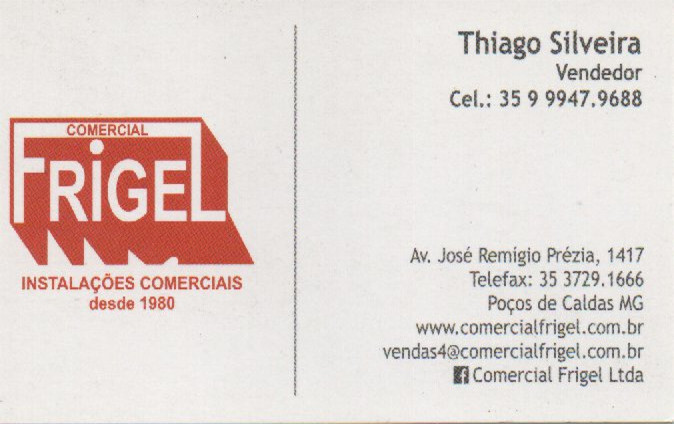 COMERCIAL
FRiGEL
INSTALAÇÕES COMERCIAIS
desde 1980
Thiago Silveira
Vendedor
Cel.: 35 9 9947.9688
Av. José Remígio Prézia, 1417
Telefax: 35 3729.1666
Poços de Caldas MG
www.comercialfrigel.com.br
vendas4@comercialfrigel.com.br
Comercial Frigel Ltda